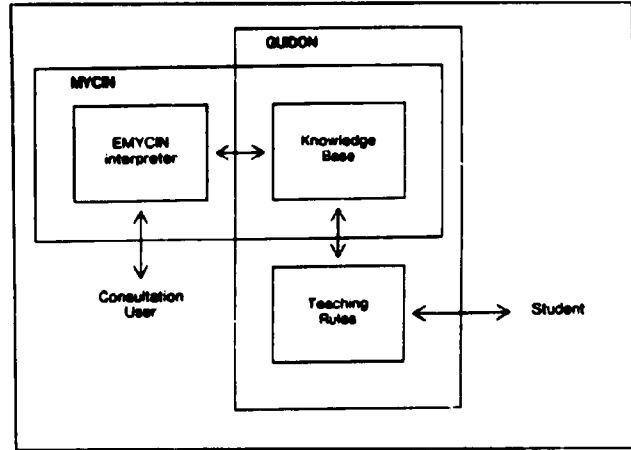 GUIDON
MYCIN
EMYCIN
interpreter
Knowledge
Base
Consultation
User
Teaching
Rules
Student